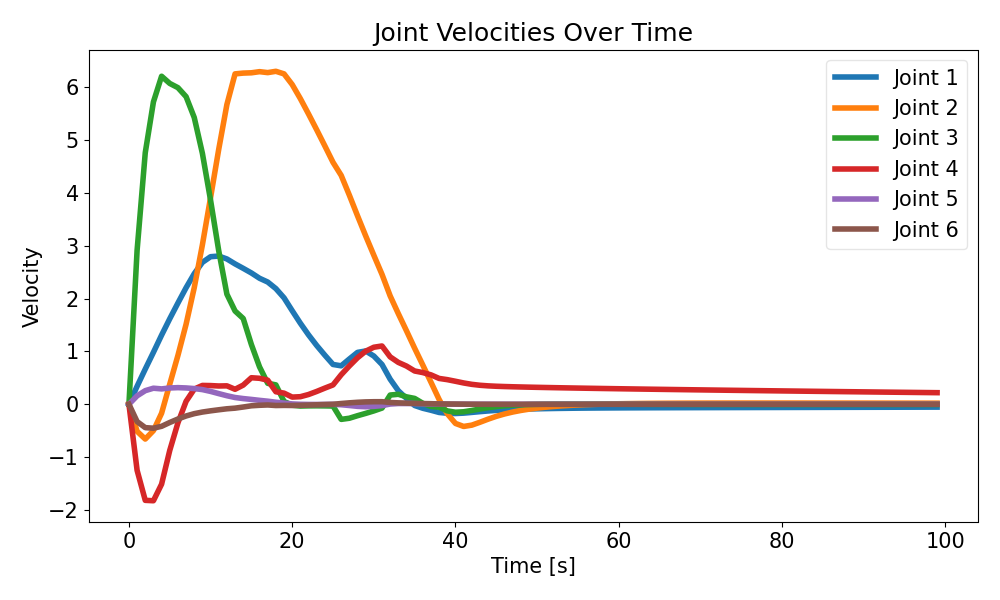 Joint Velocities Over Time
Velocity
6
5
4
3
2
1
0
−1
−2
0 20 40 60 80 100
Time [s]
Joint 1
Joint 2
Joint 3
Joint 4
Joint 5
Joint 6